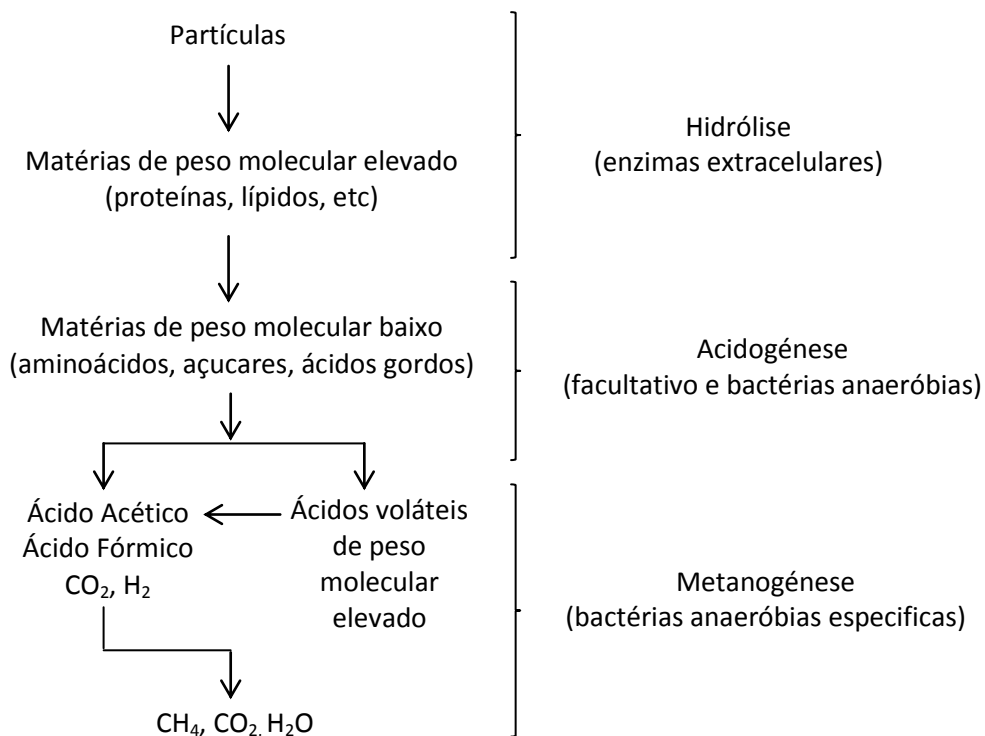 Partículas
Hidrólise
(enzimas extracelulares)
Matérias de peso molecular elevado
(proteínas, lípidos, etc)
Matérias de peso molecular baixo
(aminoácidos, açucares, ácidos gordos)
Acidogénese
(facultativo e bactérias anaeróbias)
Ácido Acético
Ácido Fórmico
CO₂, H₂
Ácidos voláteis
de peso
molecular
elevado
Metanogénese
(bactérias anaeróbias especificas)
CH₄, CO₂, H₂O